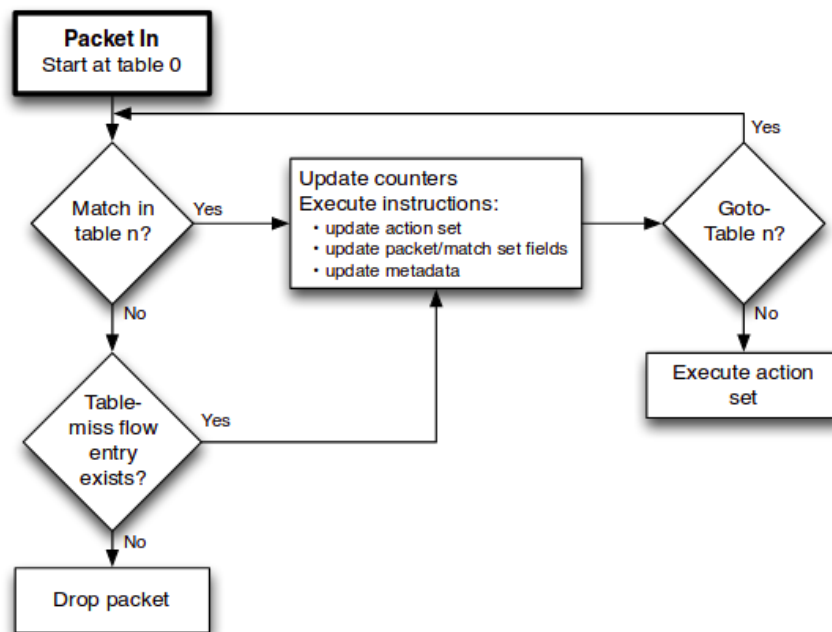 Packet In
Start at table 0
Yes
Match in
table n?
Yes
Update counters
Execute instructions:
• update action set
• update packet/match set fields
• update metadata
Goto-
Table n?
No
No
Execute action
set
Table-
miss flow
entry
exists?
Yes
No
Drop packet